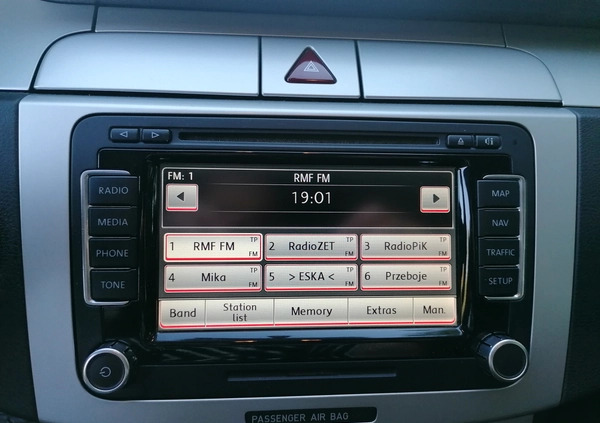 FM: 1 RMF FM
19:01
RADIO
MEDIA
PHONE
TONE
1 RMF FM TP FM
2 RadioZET TP FM
3 RadioPiK TP FM
4 Mika FM
5 > ESKA < TP FM
6 Przeboje FM
Band Station list Memory Extras Man.
MAP
NAV
TRAFFIC
SETUP
PASSENGER AIR BAG